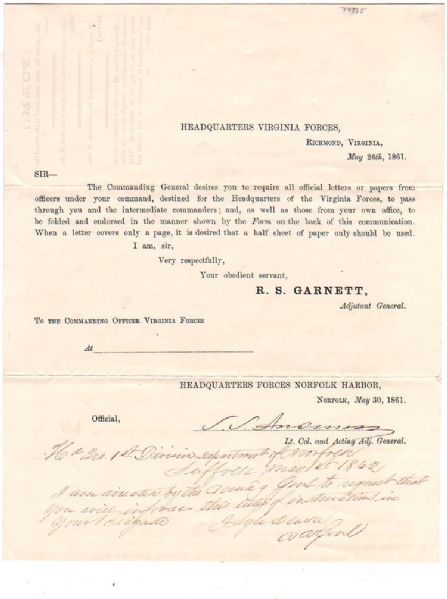 HEADQUARTERS VIRGINIA FORCES,
RICHMOND, VIRGINIA,
May 26th, 1861.
SIR—
The Commanding General desires you to require all official letters or papers from
officers under your command, destined for the Headquarters of the Virginia Forces, to pass
through you and the intermediate commanders; and, as well as those from your own office, to
be folded and endorsed in the manner shown by the Form on the back of this communication.
When a letter covers only a page, it is desired that a half sheet of paper only should be used.
I am, sir,
Very respectfully,
Your obedient servant,
R. S. GARNETT,
Adjutant General.
TO THE COMMANDING OFFICER VIRGINIA FORCES
At
HEADQUARTERS FORCES NORFOLK HARBOR,
NORFOLK, May 30, 1861.
Official,
Lt. Col. and Acting Adj. General.
Hd Qrs 1st Division Department of Norfolk
Suffolk May 1st 1862
I am directed by the Comdg Genl to request that
you will enforce this letter of instruction in
your Brigade